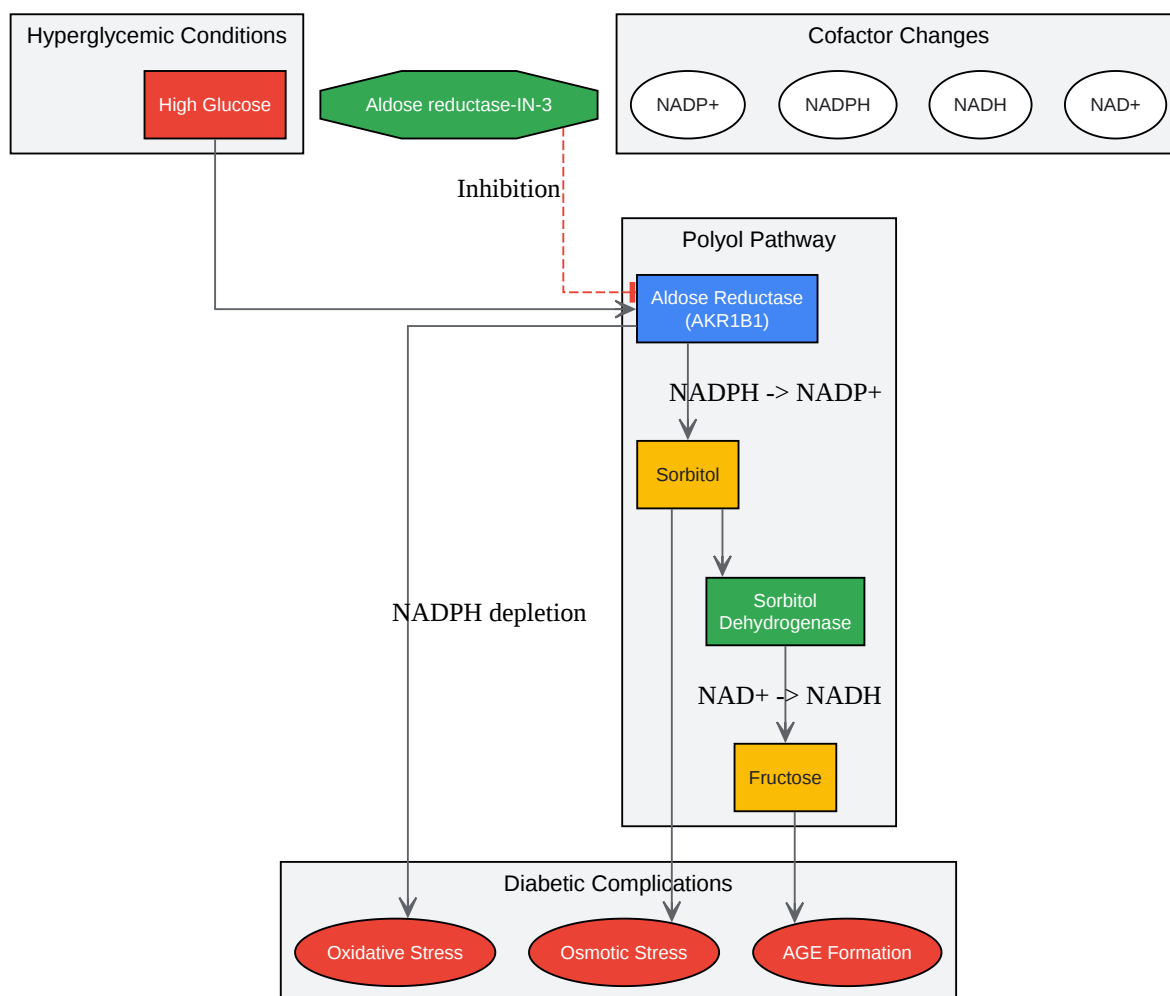 Hyperglycemic Conditions
High Glucose
Aldose reductase-IN-3
Cofactor Changes
NADP+
NADPH
NADH
NAD+
Inhibition
Polyol Pathway
Aldose Reductase
(AKR1B1)
NADPH -> NADP+
Sorbitol
Sorbitol
Dehydrogenase
NADPH depletion
NAD+ -> NADH
Fructose
Diabetic Complications
Oxidative Stress
Osmotic Stress
AGE Formation